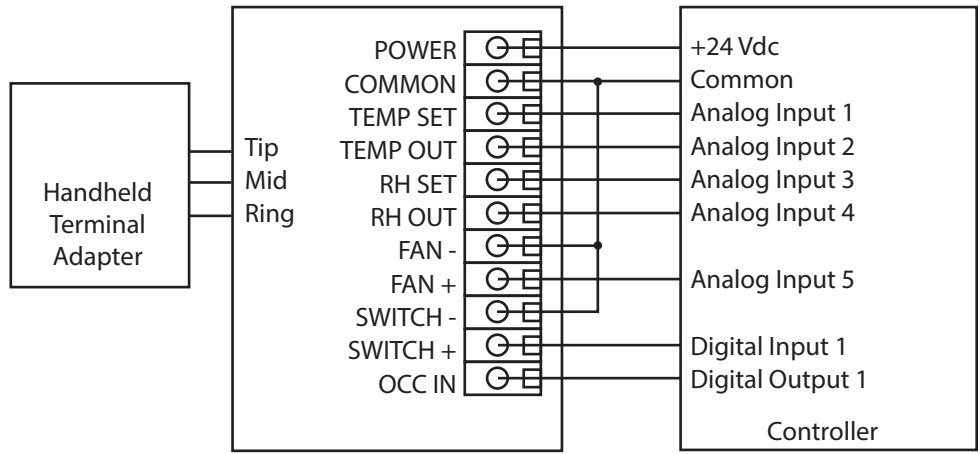 Handheld
Terminal
Adapter
Tip
Mid
Ring
POWER
COMMON
TEMP SET
TEMP OUT
RH SET
RH OUT
FAN -
FAN +
SWITCH -
SWITCH +
OCC IN
+24 Vdc
Common
Analog Input 1
Analog Input 2
Analog Input 3
Analog Input 4
Analog Input 5
Digital Input 1
Digital Output 1
Controller